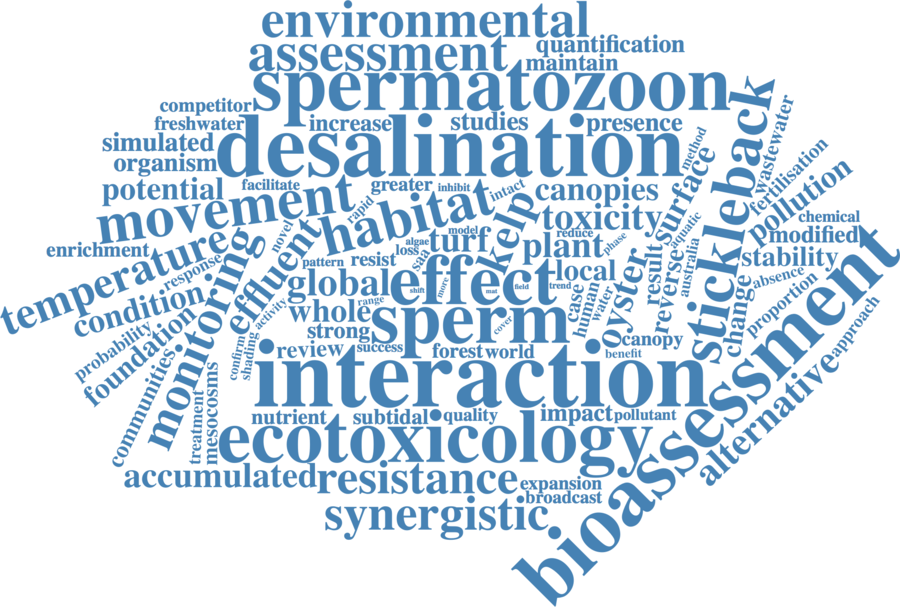 environmental
assessment
quantification
maintain
spermatozoon
competitor
freshwater
increase
studies
presence
simulated
desalination
organism
potential
facilitate
greater
inhibit
intact
canopies
movement
rapid
habitat
kelp
toxicity
surface
method
stickleback
wastewater
fertilisation
pollution
chemical
modified
stability
enrichment
temperature
response
condition
monitoring
novel
effluent
pattern
resist
loss
algae
model
turf
saa
reduce
plant
phase
oyster
result
reverse
aquatic
australia
change
absence
proportion
approach
probability
foundation
communities
activity
global
effect
shift
more
mat
field
trend
local
case
human
water
whole
range
strong
sperm
cover
canopy
benefit
confirm
shading
review
success
forest
world
interaction
treatment
mesocosms
nutrient
subtidal
quality
impact
pollutant
ecotoxicology
bioassessment
alternative
accumulated
resistance
expansion
broadcast
synergistic